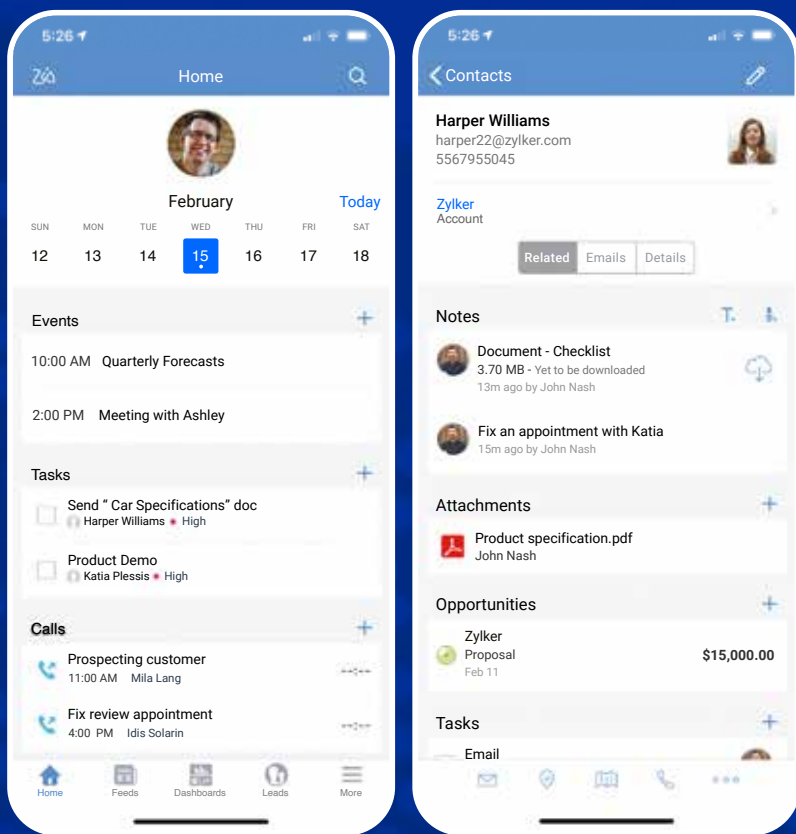 5:26
Home
February
Today
SUN MON TUE WED THU FRI SAT
12 13 14 15 16 17 18
Events
10:00 AM Quarterly Forecasts
2:00 PM Meeting with Ashley
Tasks
Send “ Car Specifications” doc
Harper Williams High
Product Demo
Katia Plessis High
Calls
Prospecting customer
11:00 AM Mila Lang
--:--
Fix review appointment
4:00 PM Idis Solarin
--:--
Home Feeds Dashboards Leads More
5:26
Contacts
Harper Williams
harper22@zylker.com
5567955045
Zylker
Account
Related Emails Details
Notes
T.
Document - Checklist
3.70 MB - Yet to be downloaded
13m ago by John Nash
Fix an appointment with Katia
15m ago by John Nash
Attachments
Product specification.pdf
John Nash
Opportunities
Zylker
Proposal
$15,000.00
Feb 11
Tasks
Email